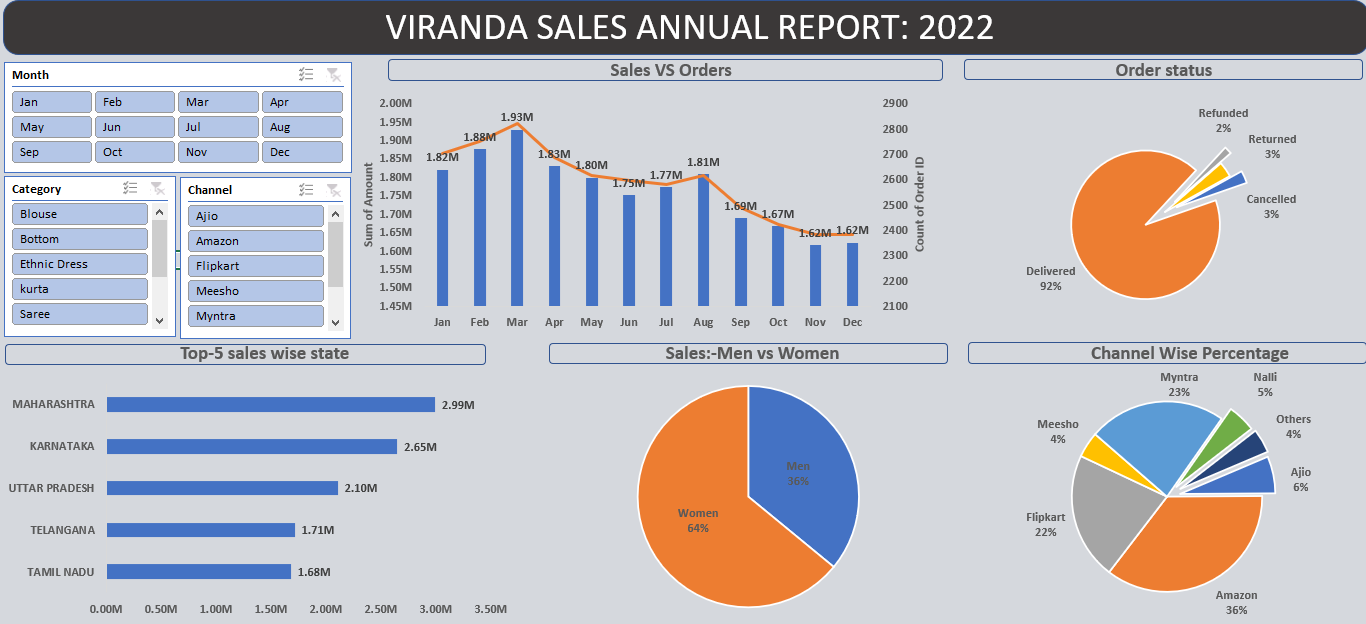 VIRANDA SALES ANNUAL REPORT: 2022
Month
Jan Feb Mar Apr
May Jun Jul Aug
Sep Oct Nov Dec
Category
Blouse
Bottom
Ethnic Dress
kurta
Saree
Channel
Ajio
Amazon
Flipkart
Meesho
Myntra
Sales VS Orders
Sum of Amount
2.00M
1.95M
1.90M
1.85M
1.80M
1.75M
1.70M
1.65M
1.60M
1.55M
1.50M
1.45M
1.82M 1.88M 1.93M 1.83M 1.80M 1.75M 1.77M 1.81M 1.69M 1.67M 1.62M 1.62M
Jan Feb Mar Apr May Jun Jul Aug Sep Oct Nov Dec
2900
2800
2700
2600
2500
2400
2300
2200
2100
Count of Order ID
Order status
Refunded
2%
Returned
3%
Cancelled
3%
Delivered
92%
Top-5 sales wise state
MAHARASHTRA 2.99M
KARNATAKA 2.65M
UTTAR PRADESH 2.10M
TELANGANA 1.71M
TAMIL NADU 1.68M
0.00M 0.50M 1.00M 1.50M 2.00M 2.50M 3.00M 3.50M
Sales:-Men vs Women
Men
36%
Women
64%
Channel Wise Percentage
Myntra
23%
Nalli
5%
Others
4%
Ajio
6%
Meesho
4%
Flipkart
22%
Amazon
36%